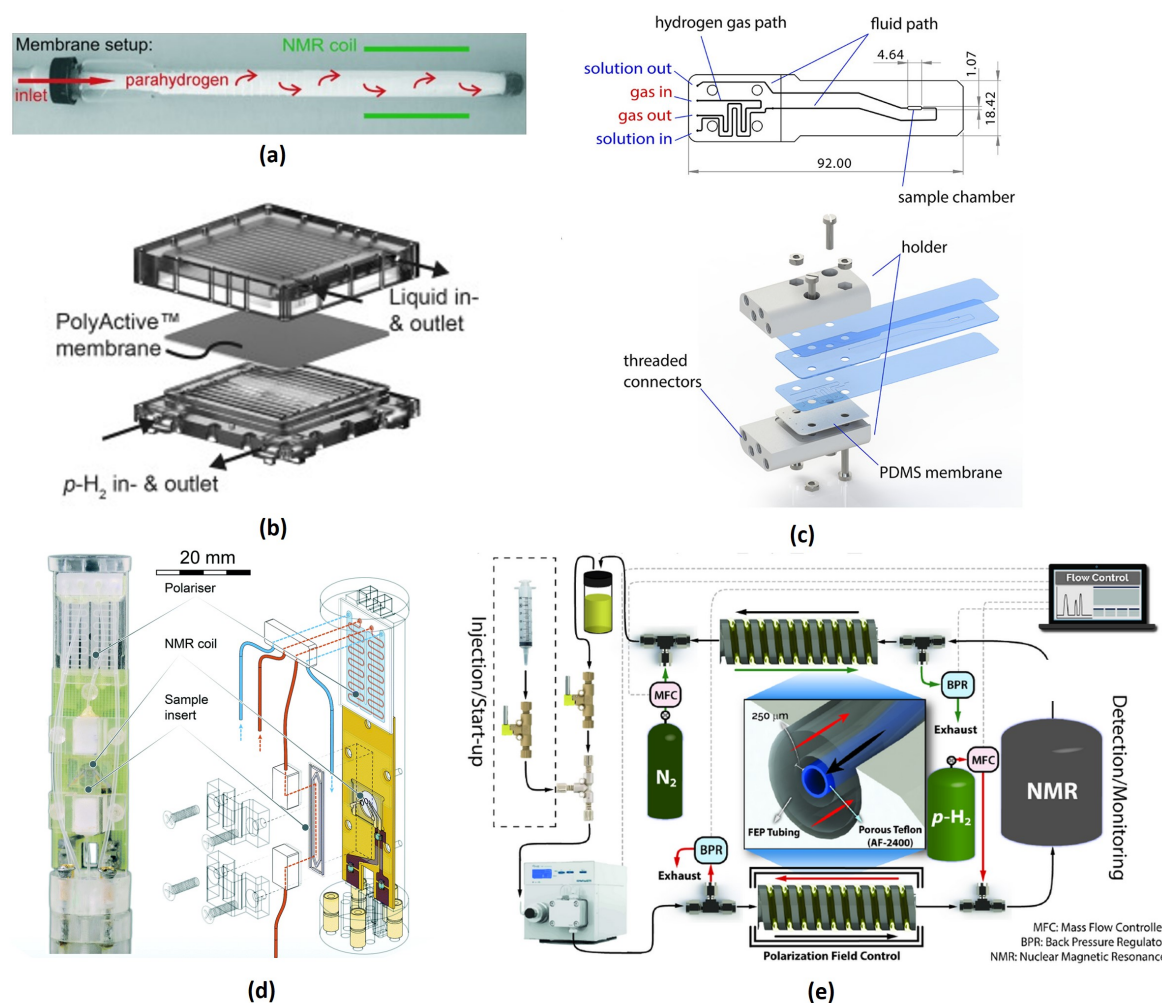 Membrane setup:
NMR coil
parahydrogen
inlet
(a)
hydrogen gas path
fluid path
solution out
gas in
gas out
solution in
4.64
1.07
18.42
92.00
sample chamber
holder
threaded
connectors
PDMS membrane
(c)
Liquid in-
& outlet
PolyActive™
membrane
p-H₂ in- & outlet
(b)
20 mm
Polariser
NMR coil
Sample
insert
(d)
Injection/Start-up
MFC
N₂
BPR
Exhaust
Flow Control
250 µm
FEP Tubing
Porous Teflon
(AF-2400)
BPR
Exhaust
MFC
p-H₂
NMR
Detection/Monitoring
Polarization Field Control
MFC: Mass Flow Controlle
BPR: Back Pressure Regulato
NMR: Nuclear Magnetic Resonanc
(e)